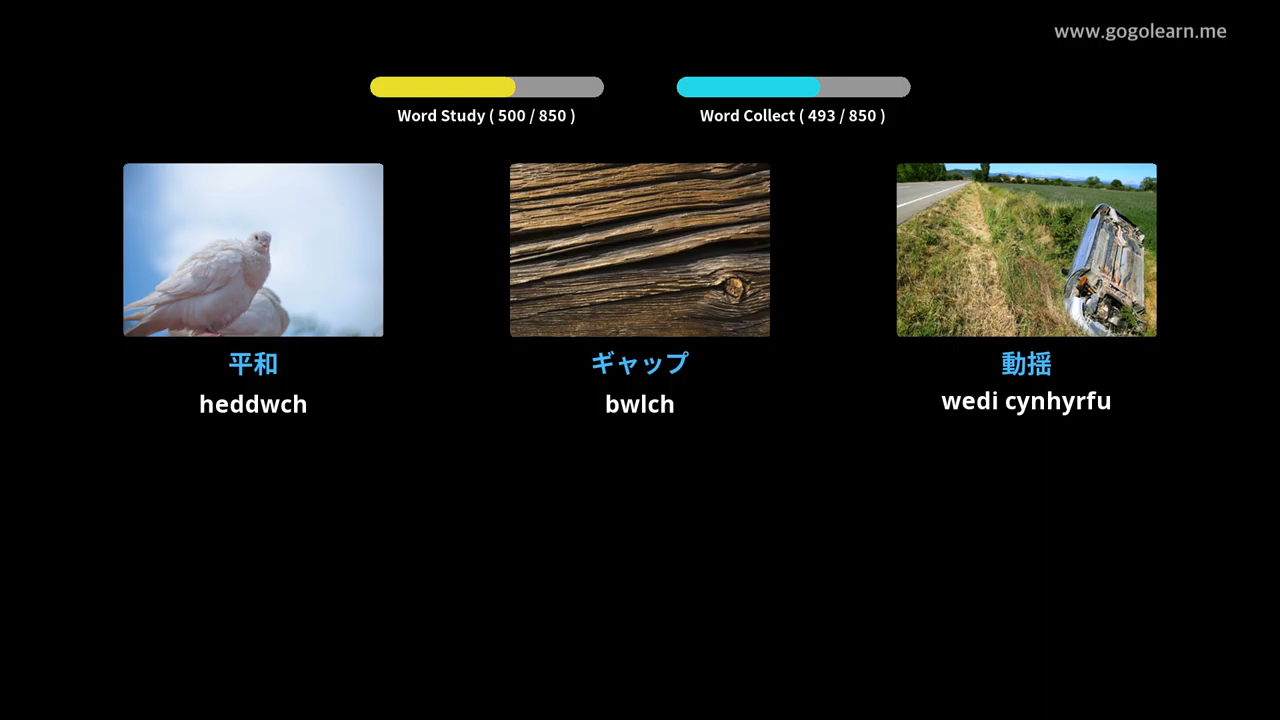 www.gogolearn.me
Word Study ( 500 / 850 )
Word Collect ( 493 / 850 )
平和
ギャップ
動揺
heddwch
bwlch
wedi cynhyrfu